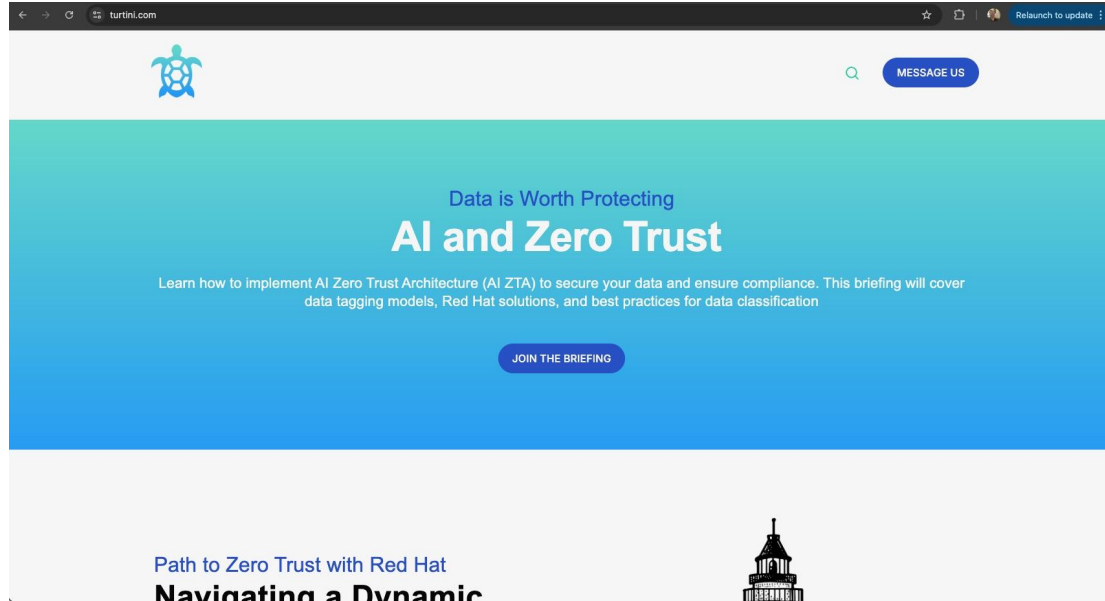 turtini.com
Relaunch to update
MESSAGE US
Data is Worth Protecting
AI and Zero Trust
Learn how to implement AI Zero Trust Architecture (AI ZTA) to secure your data and ensure compliance. This briefing will cover
data tagging models, Red Hat solutions, and best practices for data classification
JOIN THE BRIEFING
Path to Zero Trust with Red Hat
Navigating a Dynamic